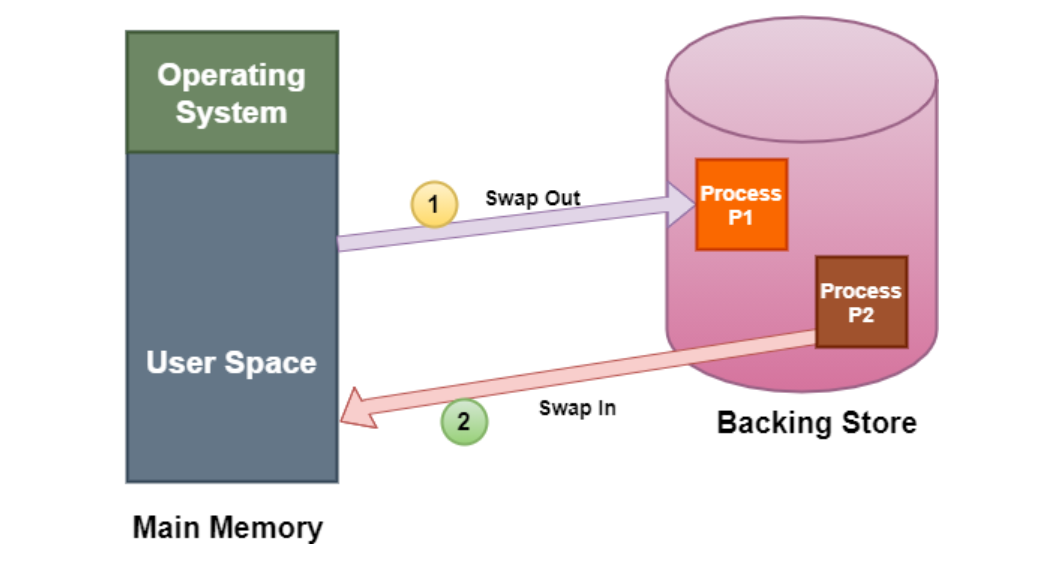 Operating
System
1
Swap Out
Process
P1
Process
P2
User Space
2
Swap In
Backing Store
Main Memory